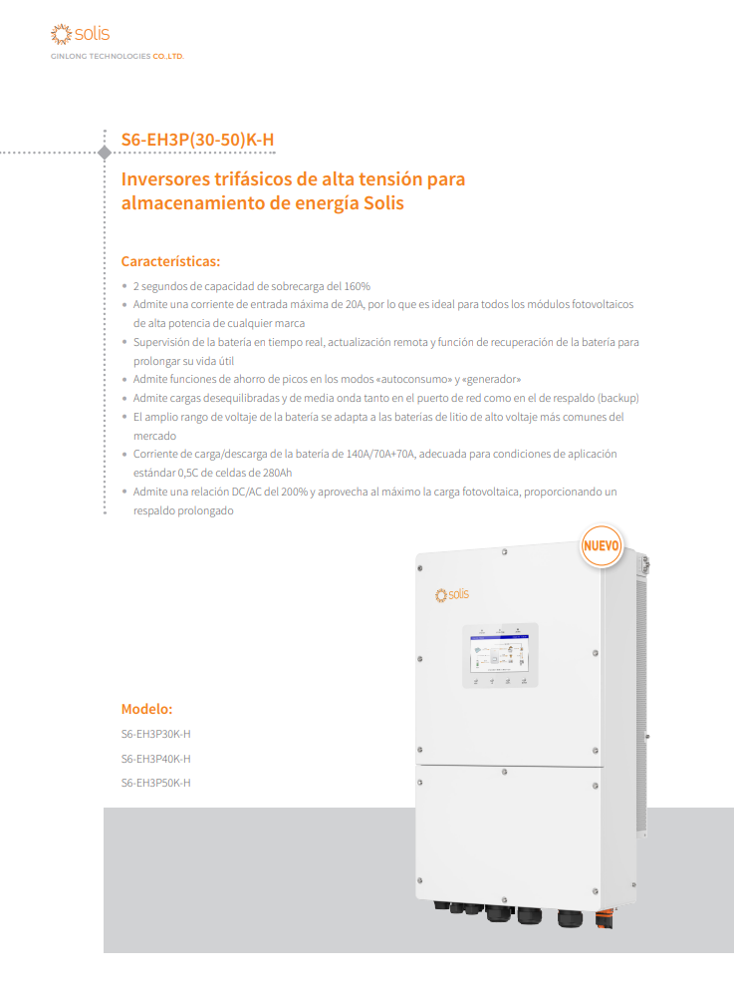 solis
GINLONG TECHNOLOGIES CO.,LTD.
S6-EH3P(30-50)K-H
Inversores trifásicos de alta tensión para
almacenamiento de energía Solis
Características:
• 2 segundos de capacidad de sobrecarga del 160%
• Admite una corriente de entrada máxima de 20A, por lo que es ideal para todos los módulos fotovoltaicos
de alta potencia de cualquier marca
• Supervisión de la batería en tiempo real, actualización remota y función de recuperación de la batería para
prolongar su vida útil
• Admite funciones de ahorro de picos en los modos «autoconsumo» y «generador»
• Admite cargas desequilibradas y de media onda tanto en el puerto de red como en el de respaldo (backup)
• El amplio rango de voltaje de la batería se adapta a las baterías de litio de alto voltaje más comunes del
mercado
• Corriente de carga/descarga de la batería de 140A/70A+70A, adecuada para condiciones de aplicación
estándar 0,5C de celdas de 280Ah
• Admite una relación DC/AC del 200% y aprovecha al máximo la carga fotovoltaica, proporcionando un
respaldo prolongado
NUEVO
solis
Modelo:
S6-EH3P30K-H
S6-EH3P40K-H
S6-EH3P50K-H